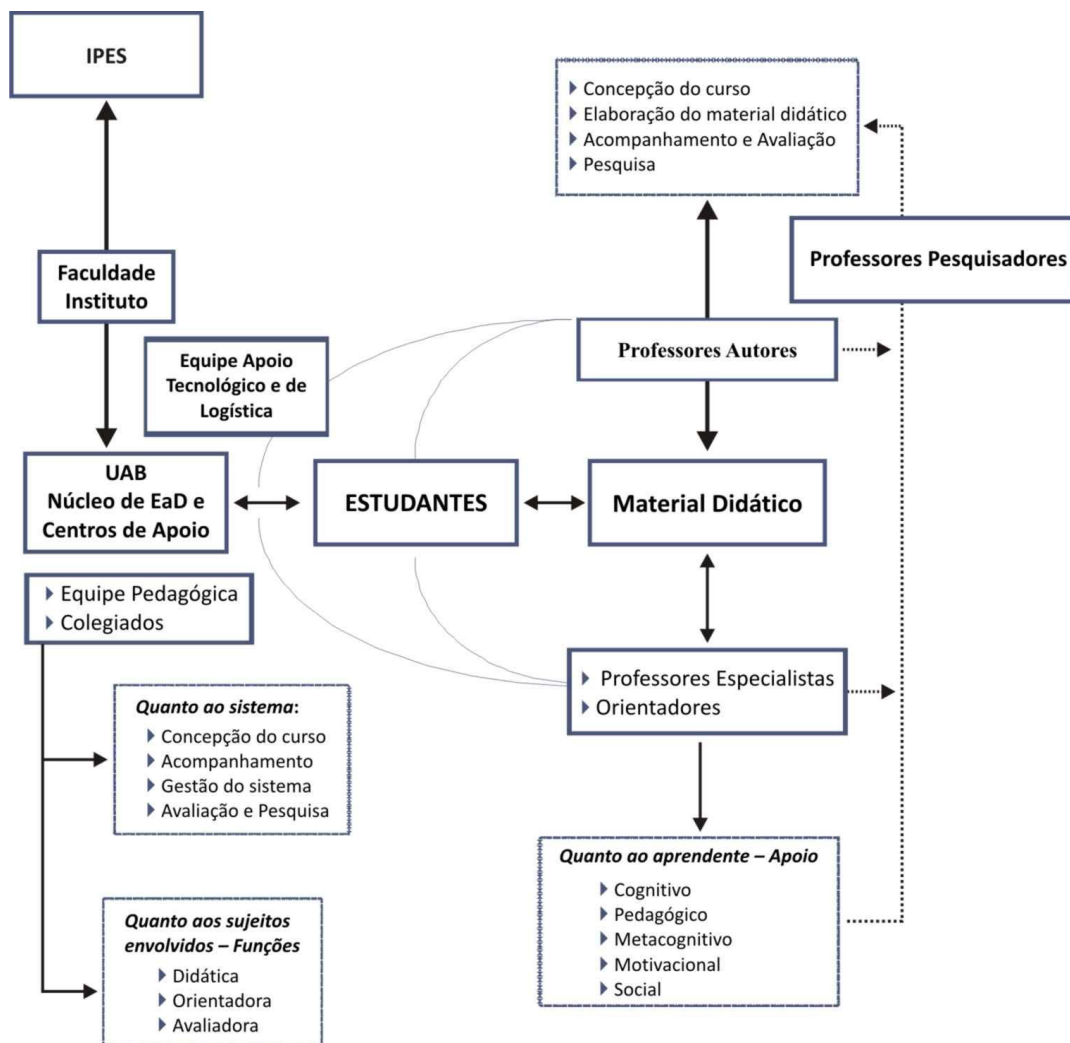 IPES
Concepção do curso
Elaboração do material didático
Acompanhamento e Avaliação
Pesquisa
Professores Pesquisadores
Faculdade
Instituto
Equipe Apoio
Tecnológico e de
Logística
Professores Autores
UAB
Núcleo de EaD e
Centros de Apoio
ESTUDANTES
Material Didático
Equipe Pedagógica
Colegiados
Professores Especialistas
Orientadores
Quanto ao sistema:
Concepção do curso
Acompanhamento
Gestão do sistema
Avaliação e Pesquisa
Quanto ao aprendente – Apoio
Cognitivo
Pedagógico
Metacognitivo
Motivacional
Social
Quanto aos sujeitos
envolvidos – Funções
Didática
Orientadora
Avaliadora